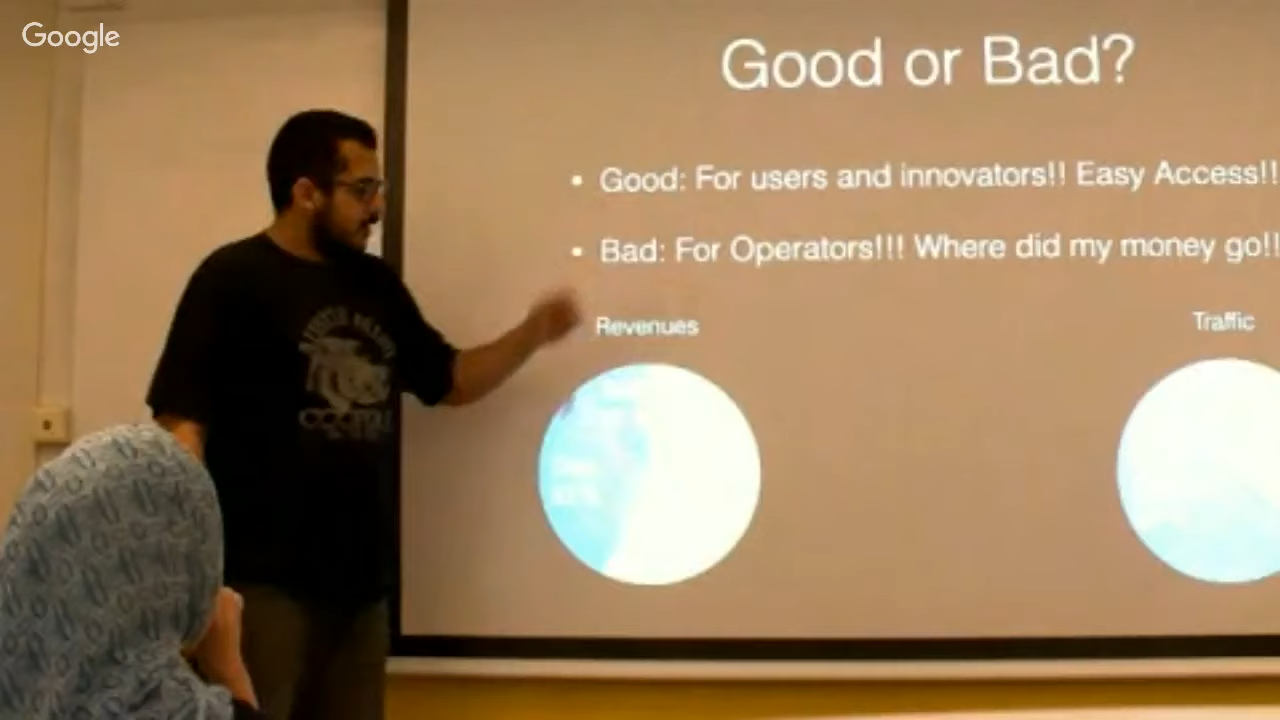 Google
Good or Bad?
• Good: For users and innovators!! Easy Access!!
• Bad: For Operators!!! Where did my money go!!
Revenues
Traffic